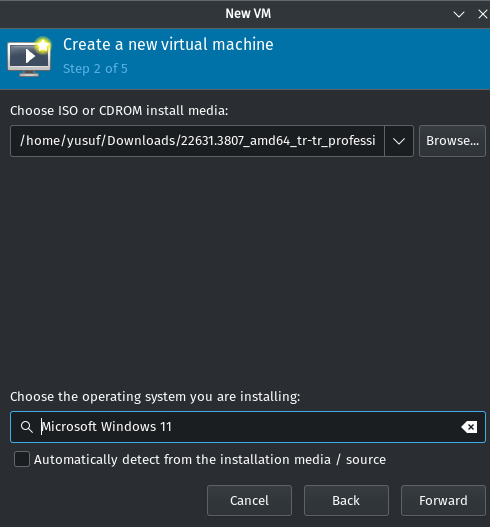 New VM
Create a new virtual machine
Step 2 of 5
Choose ISO or CDROM install media:
/home/yusuf/Downloads/22631.3807_amd64_tr-tr_professi
Browse...
Choose the operating system you are installing:
Microsoft Windows 11
Automatically detect from the installation media / source
Cancel
Back
Forward